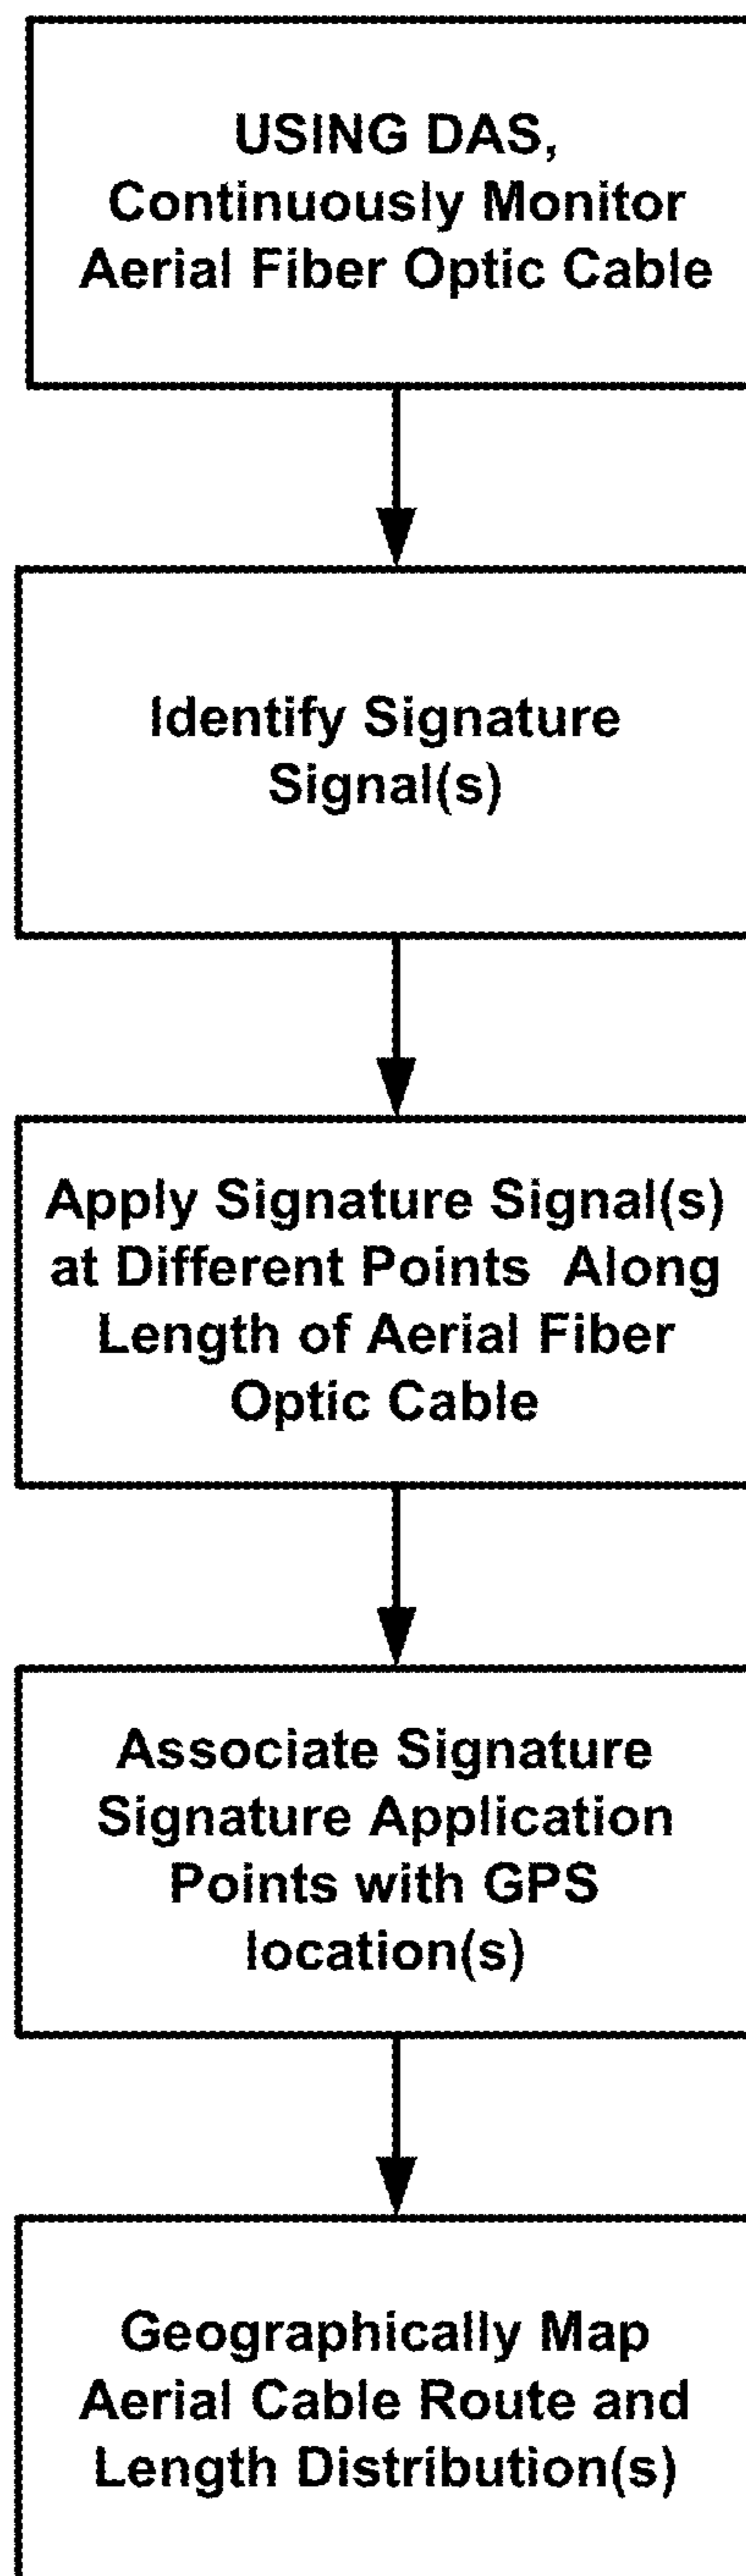 USING DAS,
Continuously Monitor
Aerial Fiber Optic Cable
Identify Signature
Signal(s)
Apply Signature Signal(s)
at Different Points Along
Length of Aerial Fiber
Optic Cable
Associate Signature
Signature Application
Points with GPS
location(s)
Geographically Map
Aerial Cable Route and
Length Distribution(s)